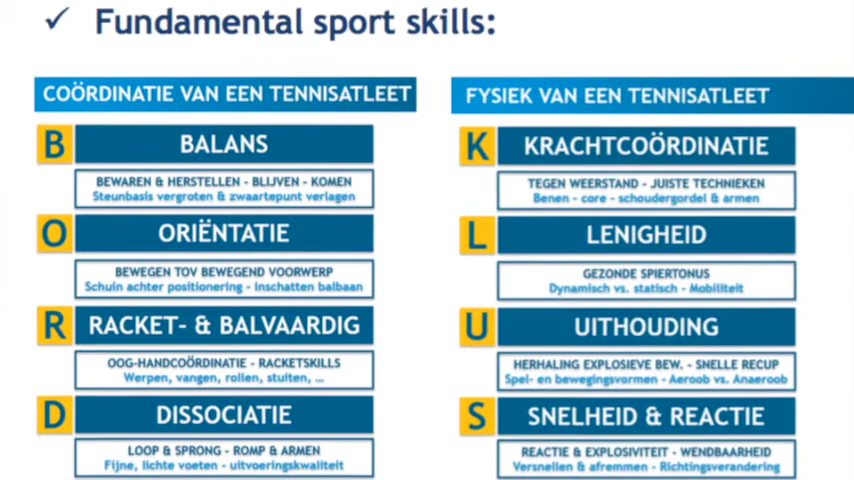 ✓ Fundamental sport skills:
COÖRDINATIE VAN EEN TENNISATLEET
B BALANS
BEWAREN & HERSTELLEN - BLIJVEN - KOMEN
Steunbasis vergroten & zwaartepunt verlagen
O ORIËNTATIE
BEWEGEN TOV BEWEGEND VOORWERP
Schuin achter positionering - inschatten balbaan
R RACKET- & BALVAARDIG
OOG-HANDCOÖRDINATIE - RACKETSKILLS
Werpen, vangen, rollen, stuiten, ...
D DISSOCIATIE
LOOP & SPRONG - ROMP & ARMEN
Fijne, lichte voeten - uitvoeringskwaliteit
FYSIEK VAN EEN TENNISATLEET
K KRACHTCOÖRDINATIE
TEGEN WEERSTAND - JUISTE TECHNIEKEN
Benen - core - schoudergordel & armen
L LENIGHEID
GEZONDE SPIERTONUS
Dynamisch vs. statisch - Mobiliteit
U UITHOUDING
HERHALING EXPLOSIEVE BEW. - SNELLE RECUP
Spel- en bewegingsvormen - Aeroob vs. Anaeroob
S SNELHEID & REACTIE
REACTIE & EXPLOSIVITEIT - WENDBAARHEID
Versnellen & afremmen - Richtingsverandering